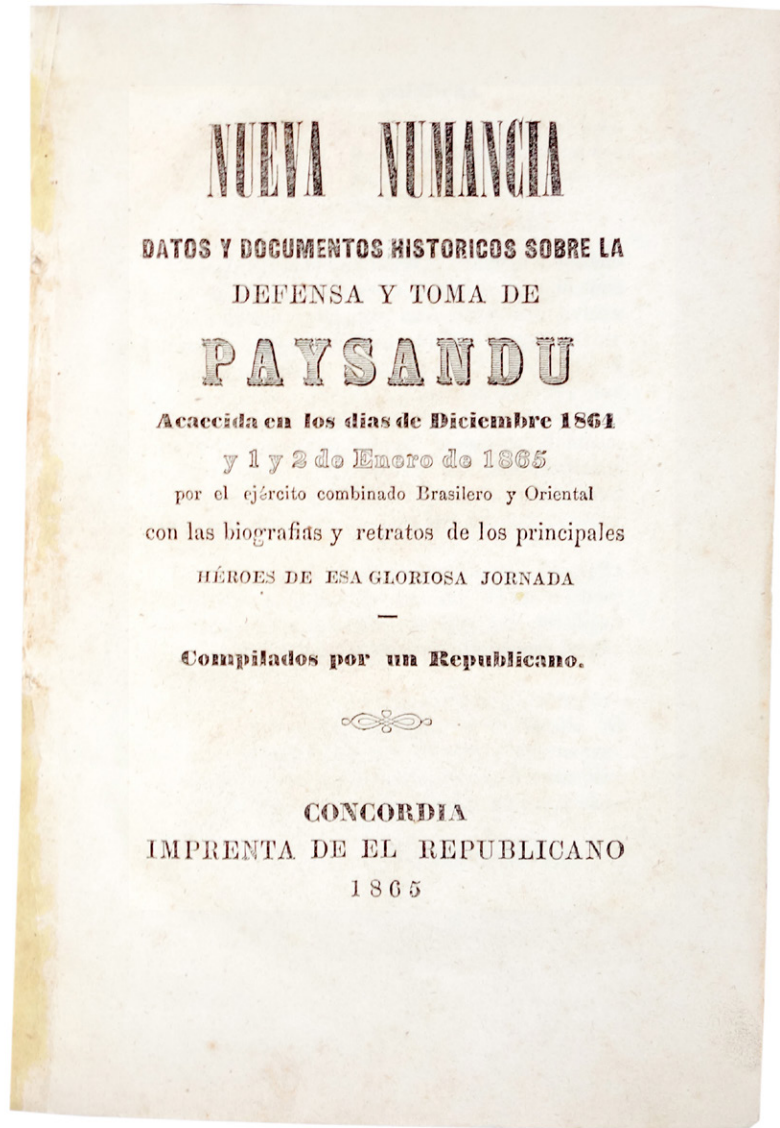 NUEVA NUMANCIA
DATOS Y DOCUMENTOS HISTORICOS SOBRE LA
DEFENSA Y TOMA DE
PAYSANDU
Acaecida en los dias de Diciembre 1864
y 1 y 2 de Enero de 1865
por el ejército combinado Brasilero y Oriental
con las biografias y retratos de los principales
HÉROES DE ESA GLORIOSA JORNADA
Compilados por un Republicano.
CONCORDIA
IMPRENTA DE EL REPUBLICANO
1865